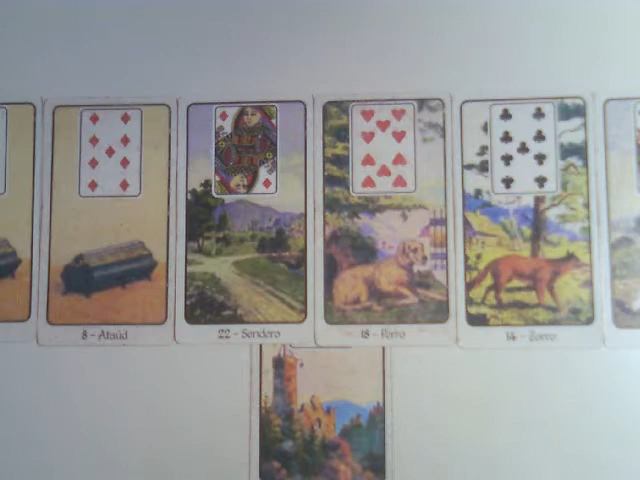 8 - Ataúd
22 - Sendero
18 - Perro
14 - Zorro